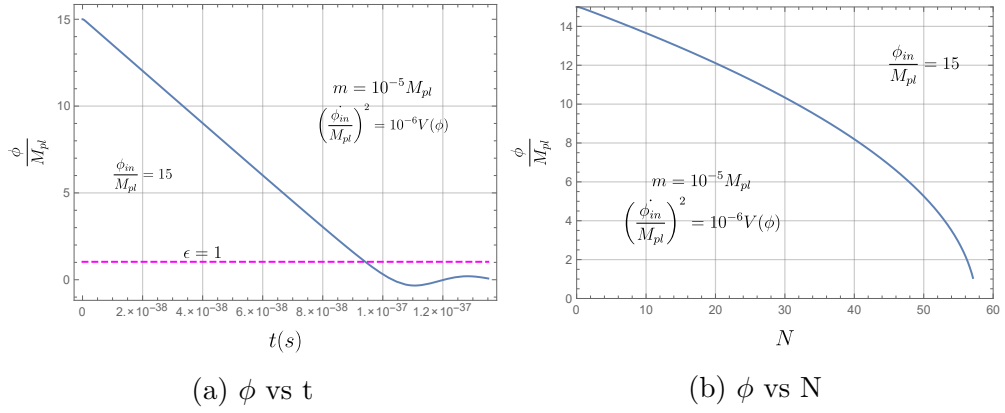 15
10
5
0
φ/M_pl
m = 10^-5 M_pl
(φ̇_in/M_pl)^2 = 10^-6 V(φ)
φ_in/M_pl = 15
ϵ = 1
0 2.×10^-38 4.×10^-38 6.×10^-38 8.×10^-38 1.×10^-37 1.2×10^-37
t(s)
(a) ϕ vs t
14
12
10
8
6
4
2
0
φ/M_pl
φ_in/M_pl = 15
m = 10^-5 M_pl
(φ̇_in/M_pl)^2 = 10^-6 V(φ)
0 10 20 30 40 50 60
N
(b) ϕ vs N